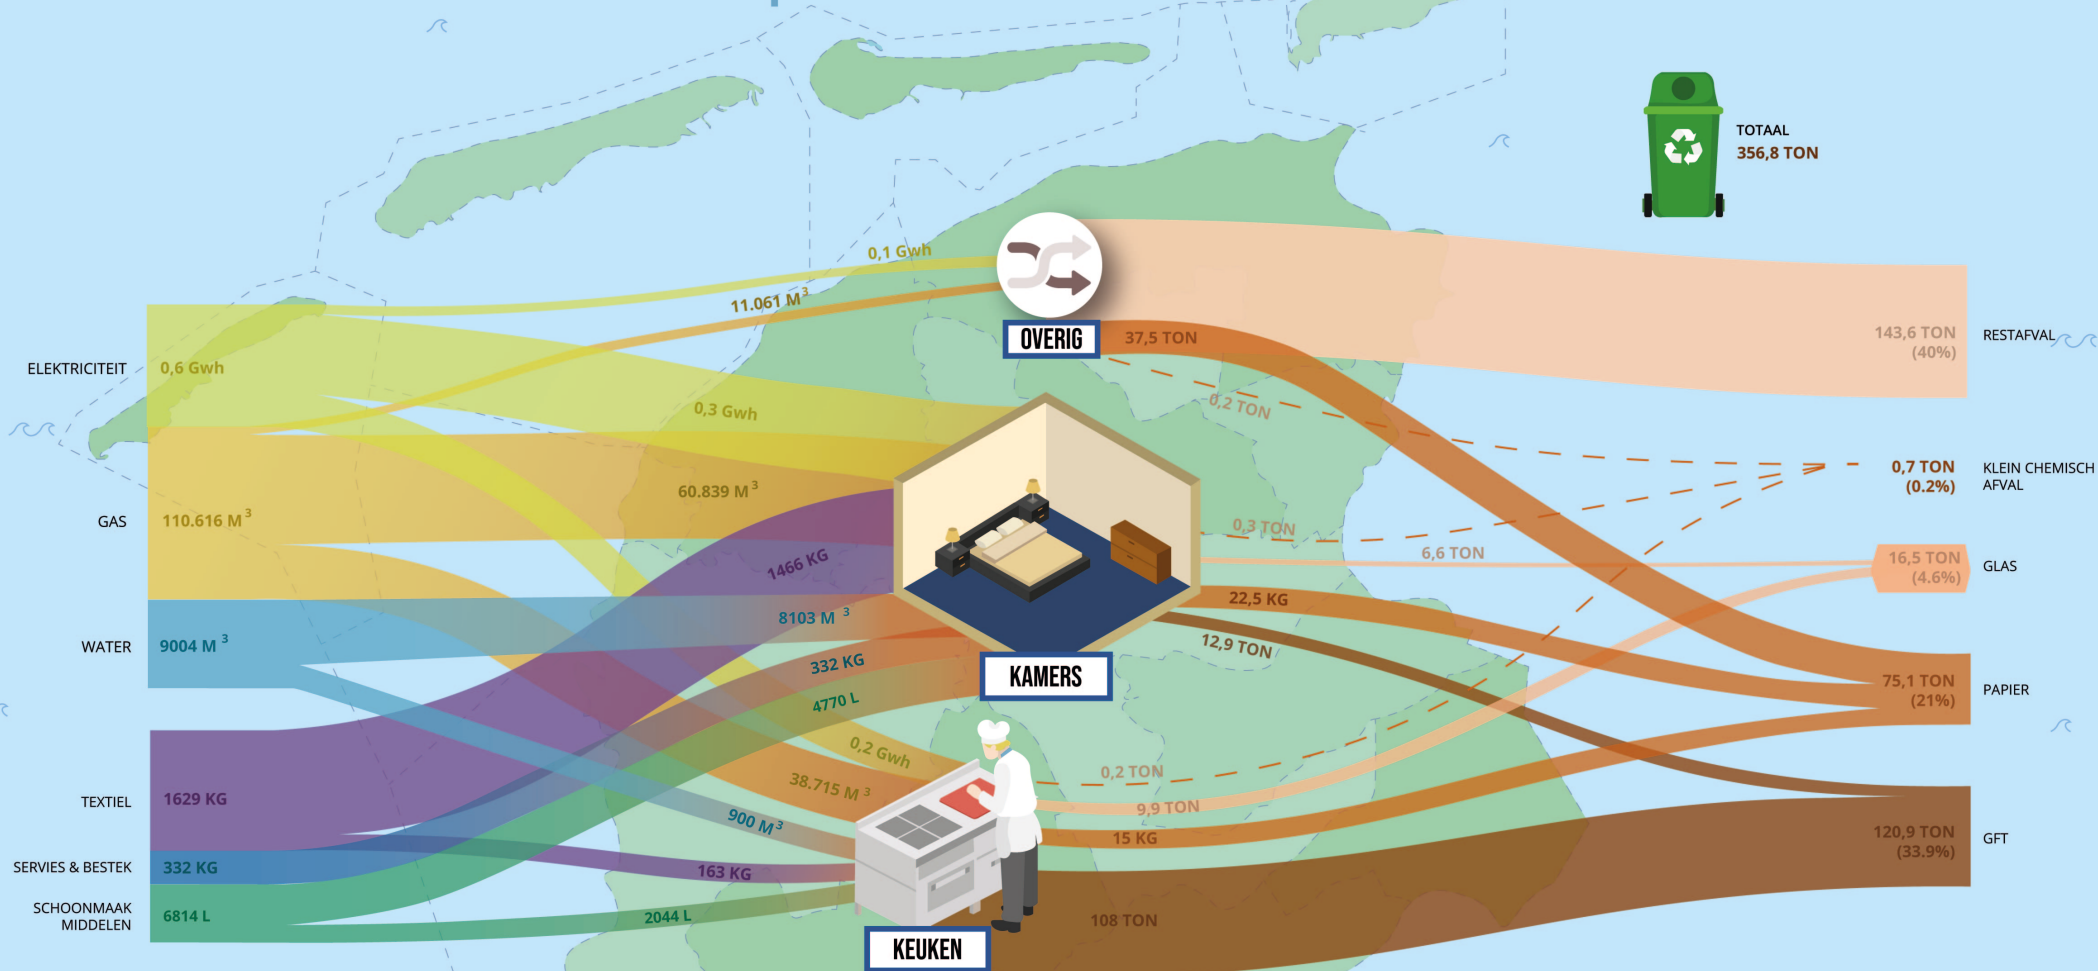 TOTAAL
356,8 TON
0,1 Gwh
11.061 M³
OVERIG
37,5 TON
143,6 TON
(40%)
RESTAFVAL
ELEKTRICITEIT
0,6 Gwh
0,3 Gwh
0,2 TON
0,7 TON
(0.2%)
KLEIN CHEMISCH
AFVAL
GAS
110.616 M³
60.839 M³
0,3 TON
6,6 TON
16,5 TON
(4.6%)
GLAS
1466 KG
22,5 KG
WATER
9004 M³
8103 M³
12,9 TON
332 KG
KAMERS
4770 L
75,1 TON
(21%)
PAPIER
0,2 Gwh
0,2 TON
38.715 M³
TEXTIEL
1629 KG
900 M³
9,9 TON
15 KG
120,9 TON
(33.9%)
GFT
SERVIES & BESTEK
332 KG
163 KG
SCHOONMAAK
MIDDELEN
6814 L
2044 L
108 TON
KEUKEN